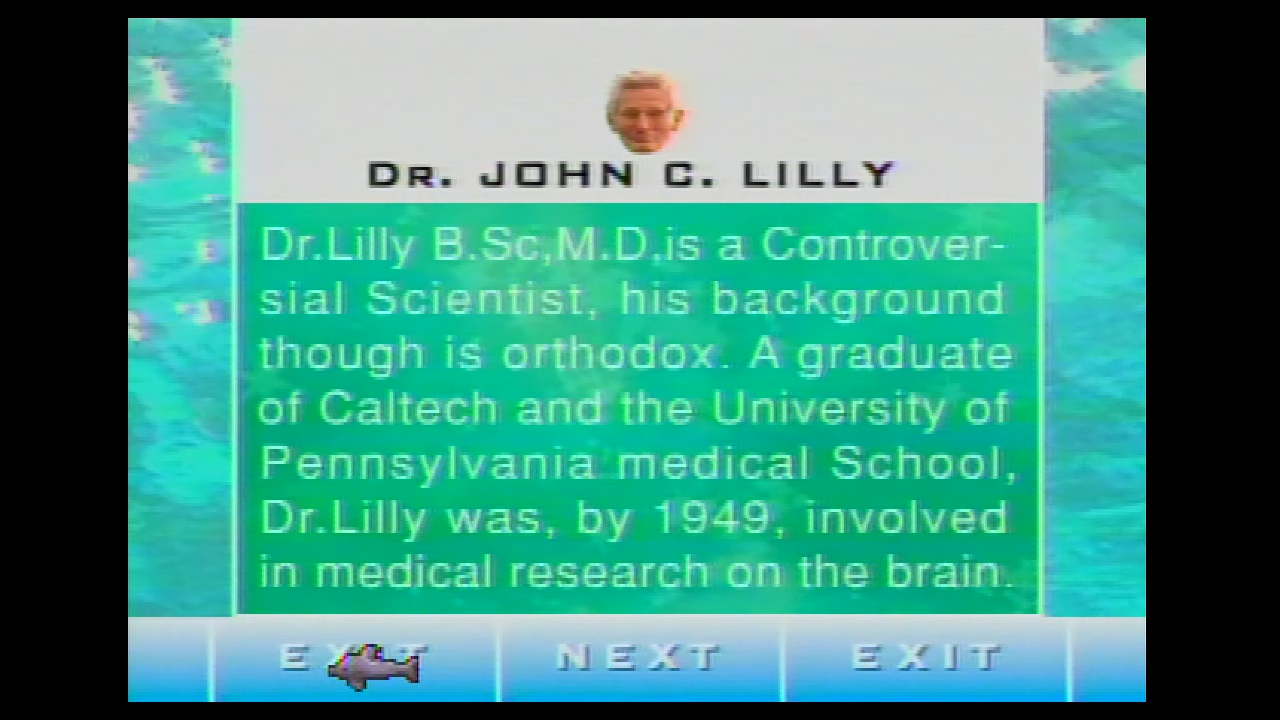 DR. JOHN C. LILLY
Dr.Lilly B.Sc,M.D,is a Controver-
sial Scientist, his background
though is orthodox. A graduate
of Caltech and the University of
Pennsylvania medical School,
Dr.Lilly was, by 1949, involved
in medical research on the brain.
EXIT NEXT EXIT